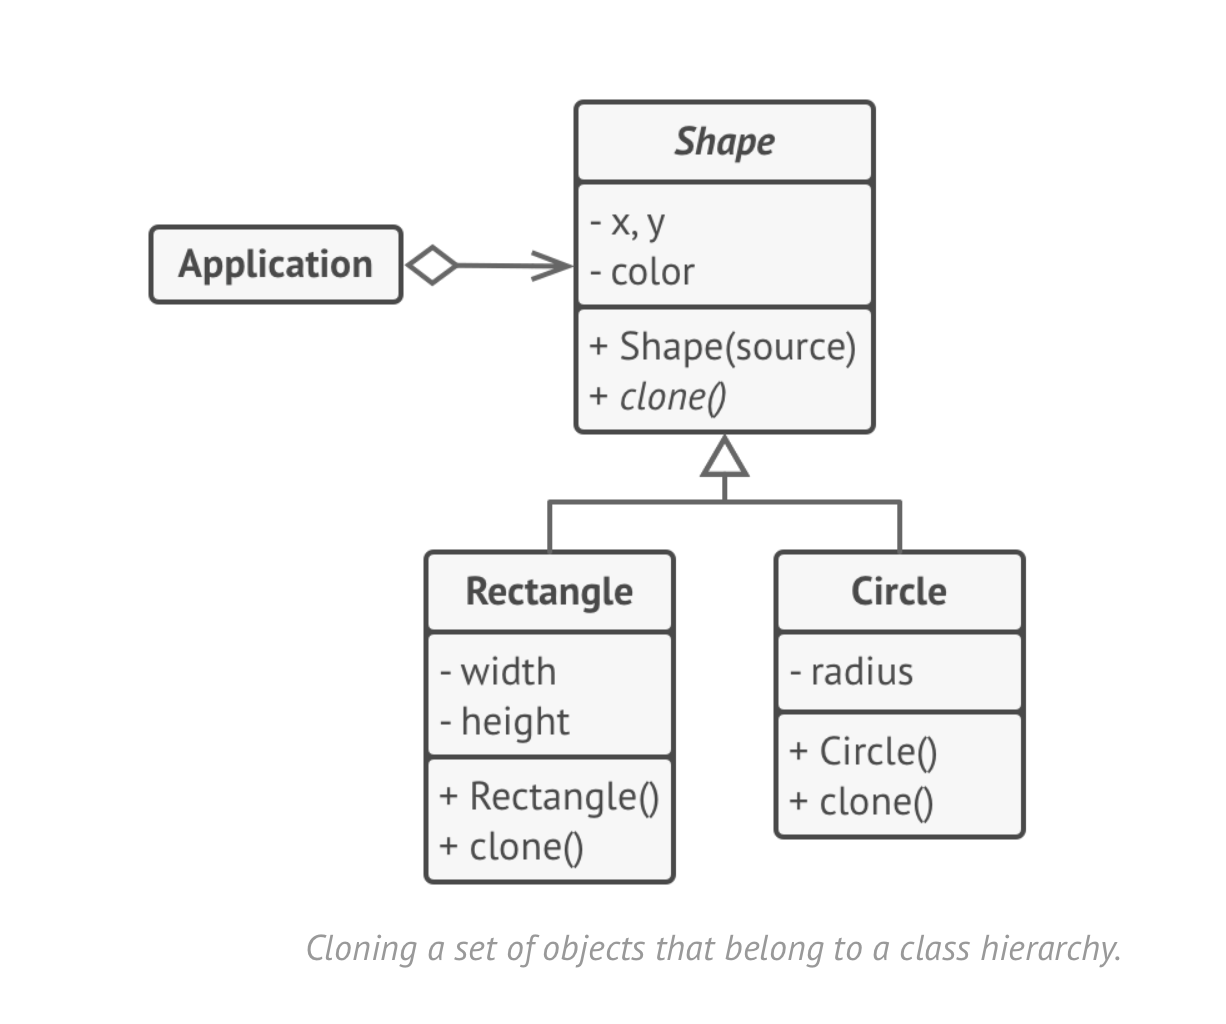 Shape
- x, y
- color
+ Shape(source)
+ clone()
Application
Rectangle
- width
- height
+ Rectangle()
+ clone()
Circle
- radius
+ Circle()
+ clone()
Cloning a set of objects that belong to a class hierarchy.